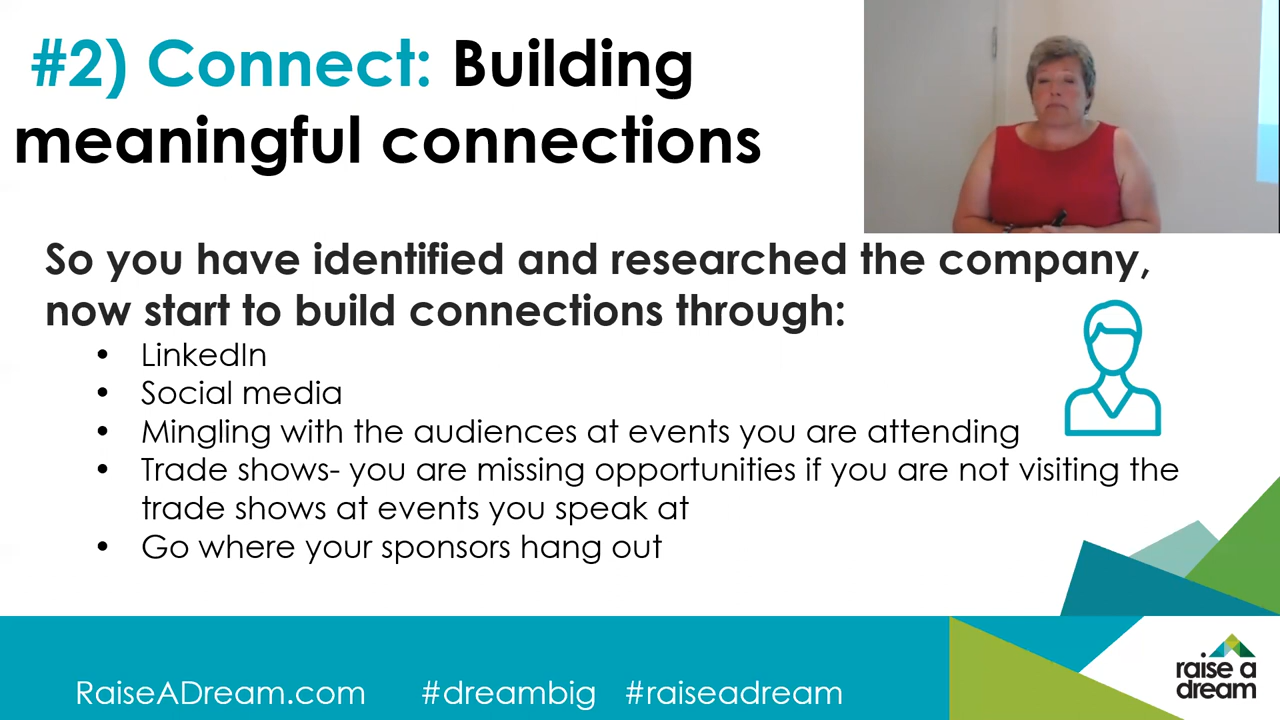 #2) Connect: Building
meaningful connections
So you have identified and researched the company,
now start to build connections through:
• LinkedIn
• Social media
• Mingling with the audiences at events you are attending
• Trade shows- you are missing opportunities if you are not visiting the
trade shows at events you speak at
• Go where your sponsors hang out
RaiseADream.com #dreambig #raiseadream
raise a
dream